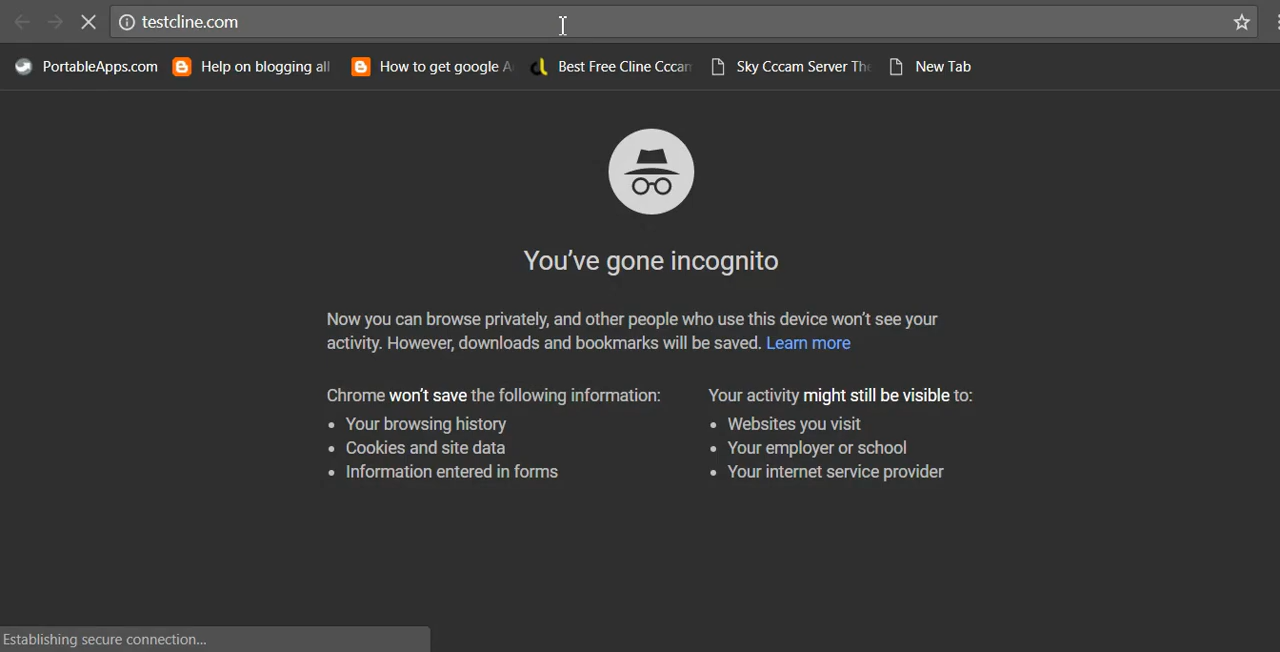 testcline.com
PortableApps.com Help on blogging all How to get google A Best Free Cline Cccam Sky Cccam Server The New Tab
You've gone incognito
Now you can browse privately, and other people who use this device won't see your
activity. However, downloads and bookmarks will be saved. Learn more
Chrome won't save the following information:
Your browsing history
Cookies and site data
Information entered in forms
Your activity might still be visible to:
Websites you visit
Your employer or school
Your internet service provider
Establishing secure connection...